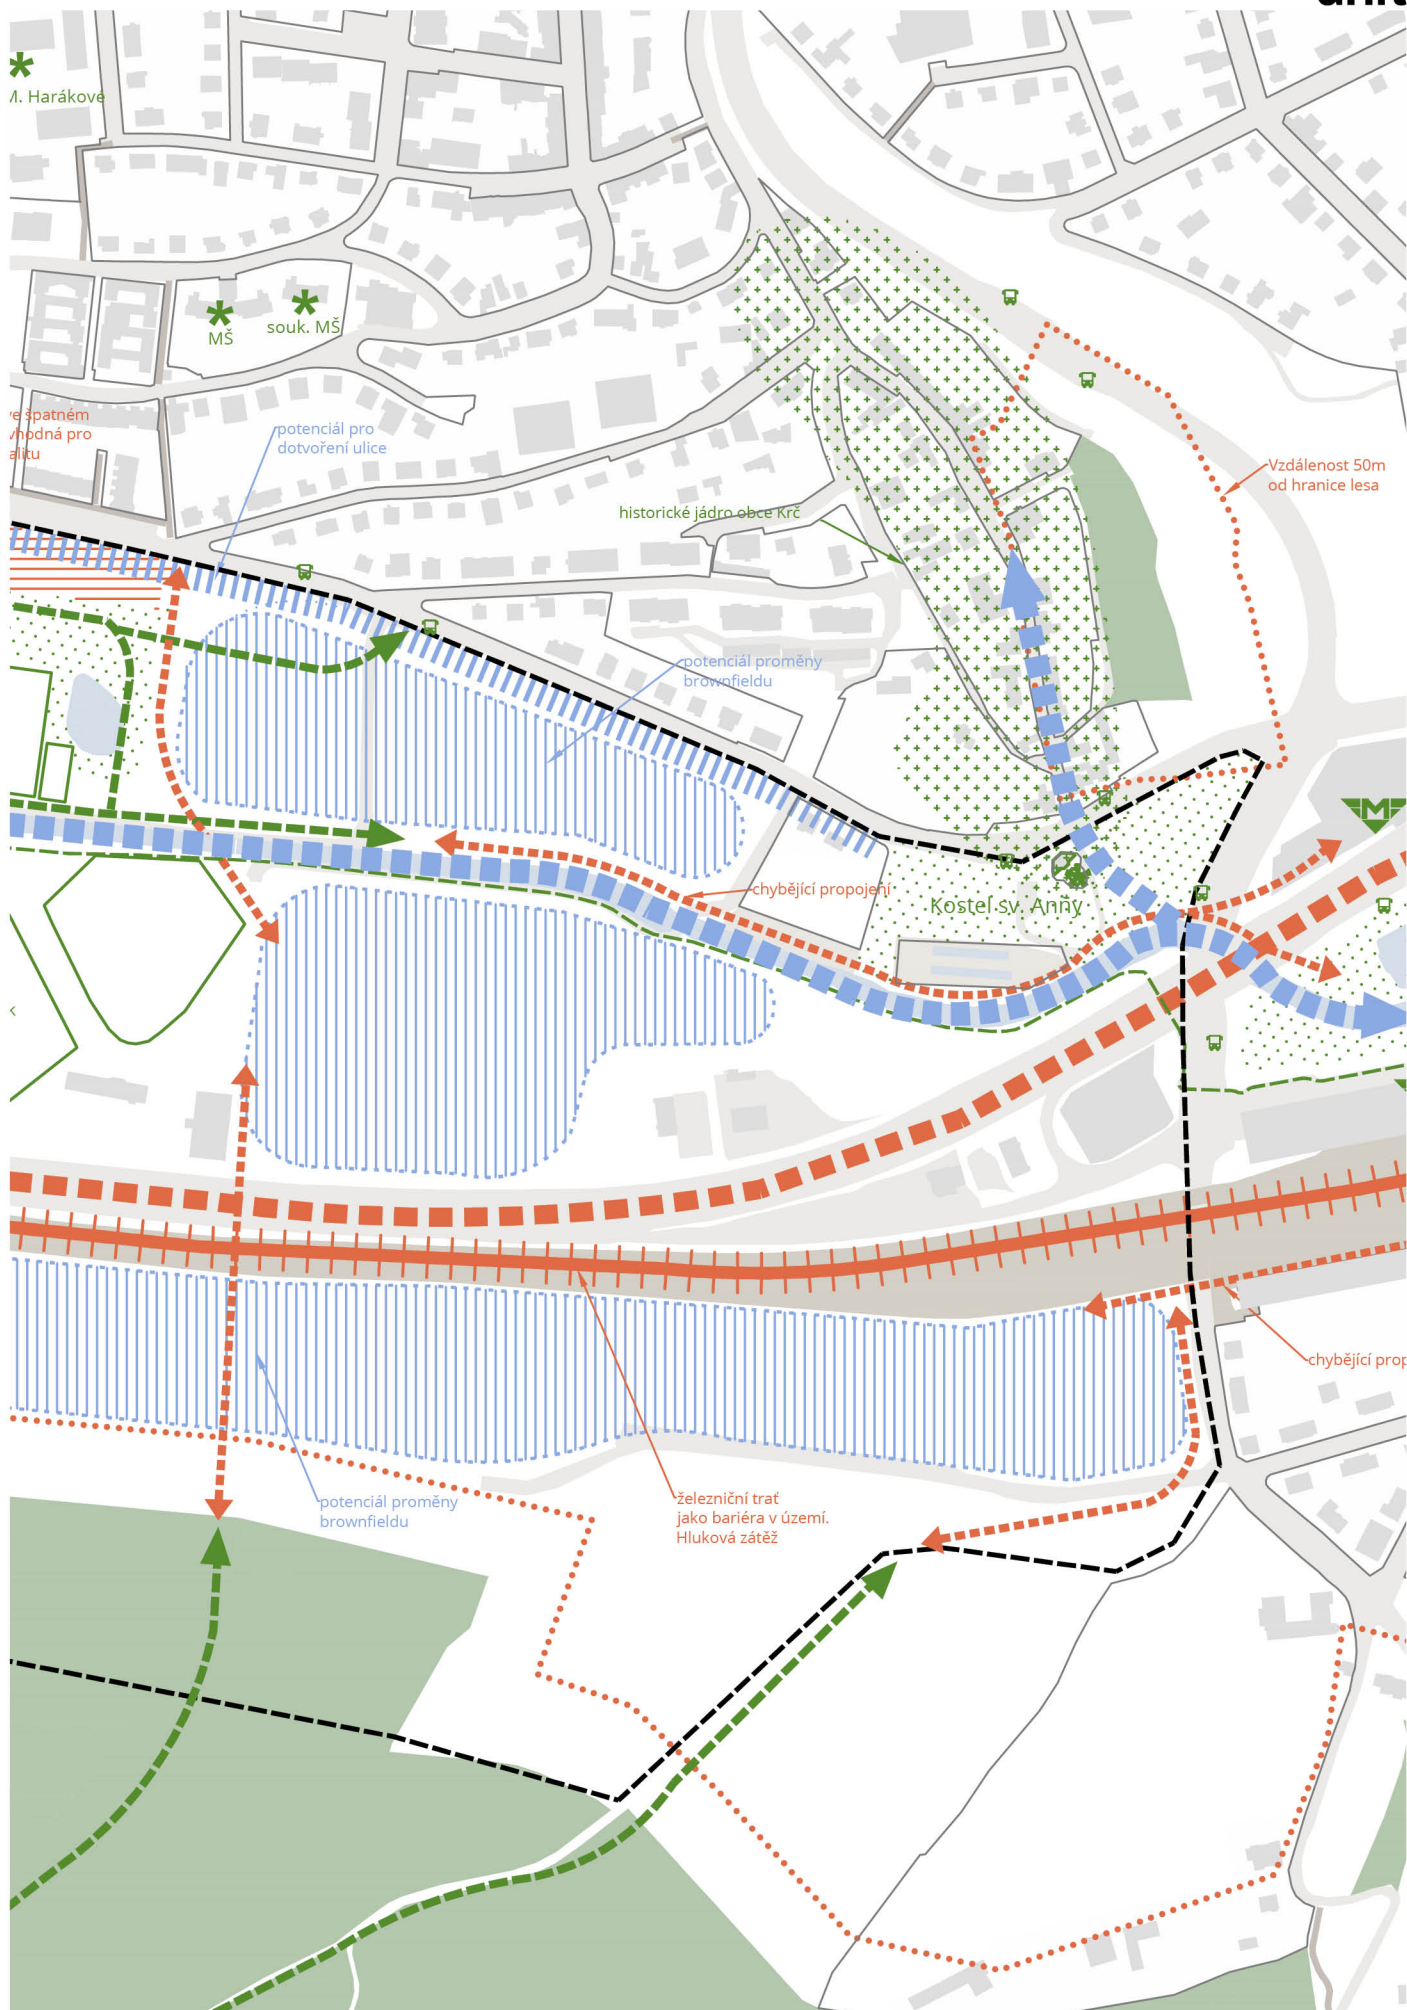 M. Harákové
MŠ
souk. MŠ
ve špatném
vhodná pro
alitu
potenciál pro
dotvoření ulice
historické jádro obce Krč
Vzdálenost 50m
od hranice lesa
potenciál proměny
brownfieldu
chybějící propojení
Kostel sv. Anny
M
k
chybějící prop
potenciál proměny
brownfieldu
železniční trať
jako bariéra v území.
Hluková zátěž